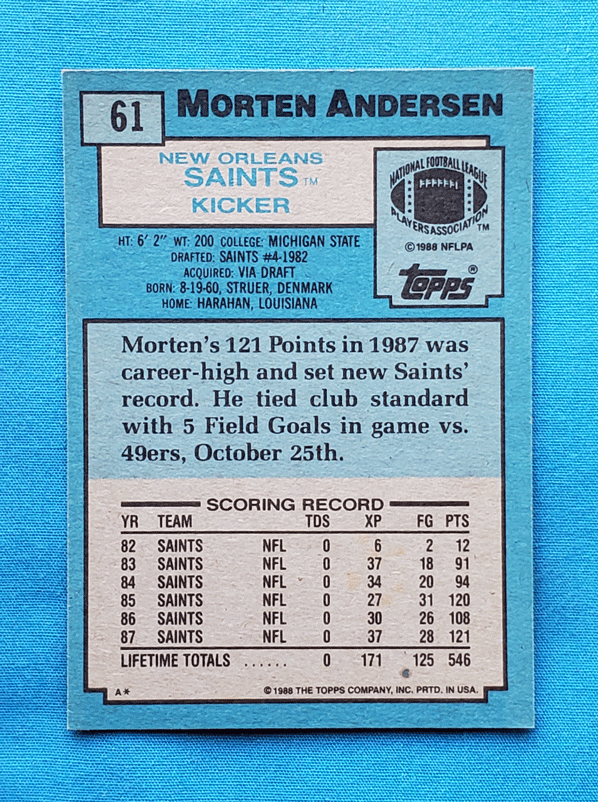 61
MORTEN ANDERSEN
NEW ORLEANS
SAINTS™
KICKER
NATIONAL FOOTBALL LEAGUE
PLAYERS ASSOCIATION™
©1988 NFLPA
TOPPS®
HT: 6' 2" WT: 200 COLLEGE: MICHIGAN STATE
DRAFTED: SAINTS #4-1982
ACQUIRED: VIA DRAFT
BORN: 8-19-60, STRUER, DENMARK
HOME: HARAHAN, LOUISIANA
Morten's 121 Points in 1987 was
career-high and set new Saints'
record. He tied club standard
with 5 Field Goals in game vs.
49ers, October 25th.
SCORING RECORD
YR TEAM TDS XP FG PTS
82 SAINTS NFL 0 6 2 12
83 SAINTS NFL 0 37 18 91
84 SAINTS NFL 0 34 20 94
85 SAINTS NFL 0 27 31 120
86 SAINTS NFL 0 30 26 108
87 SAINTS NFL 0 37 28 121
LIFETIME TOTALS ...... 0 171 125 546
A* ©1988 THE TOPPS COMPANY, INC. PRTD. IN USA.